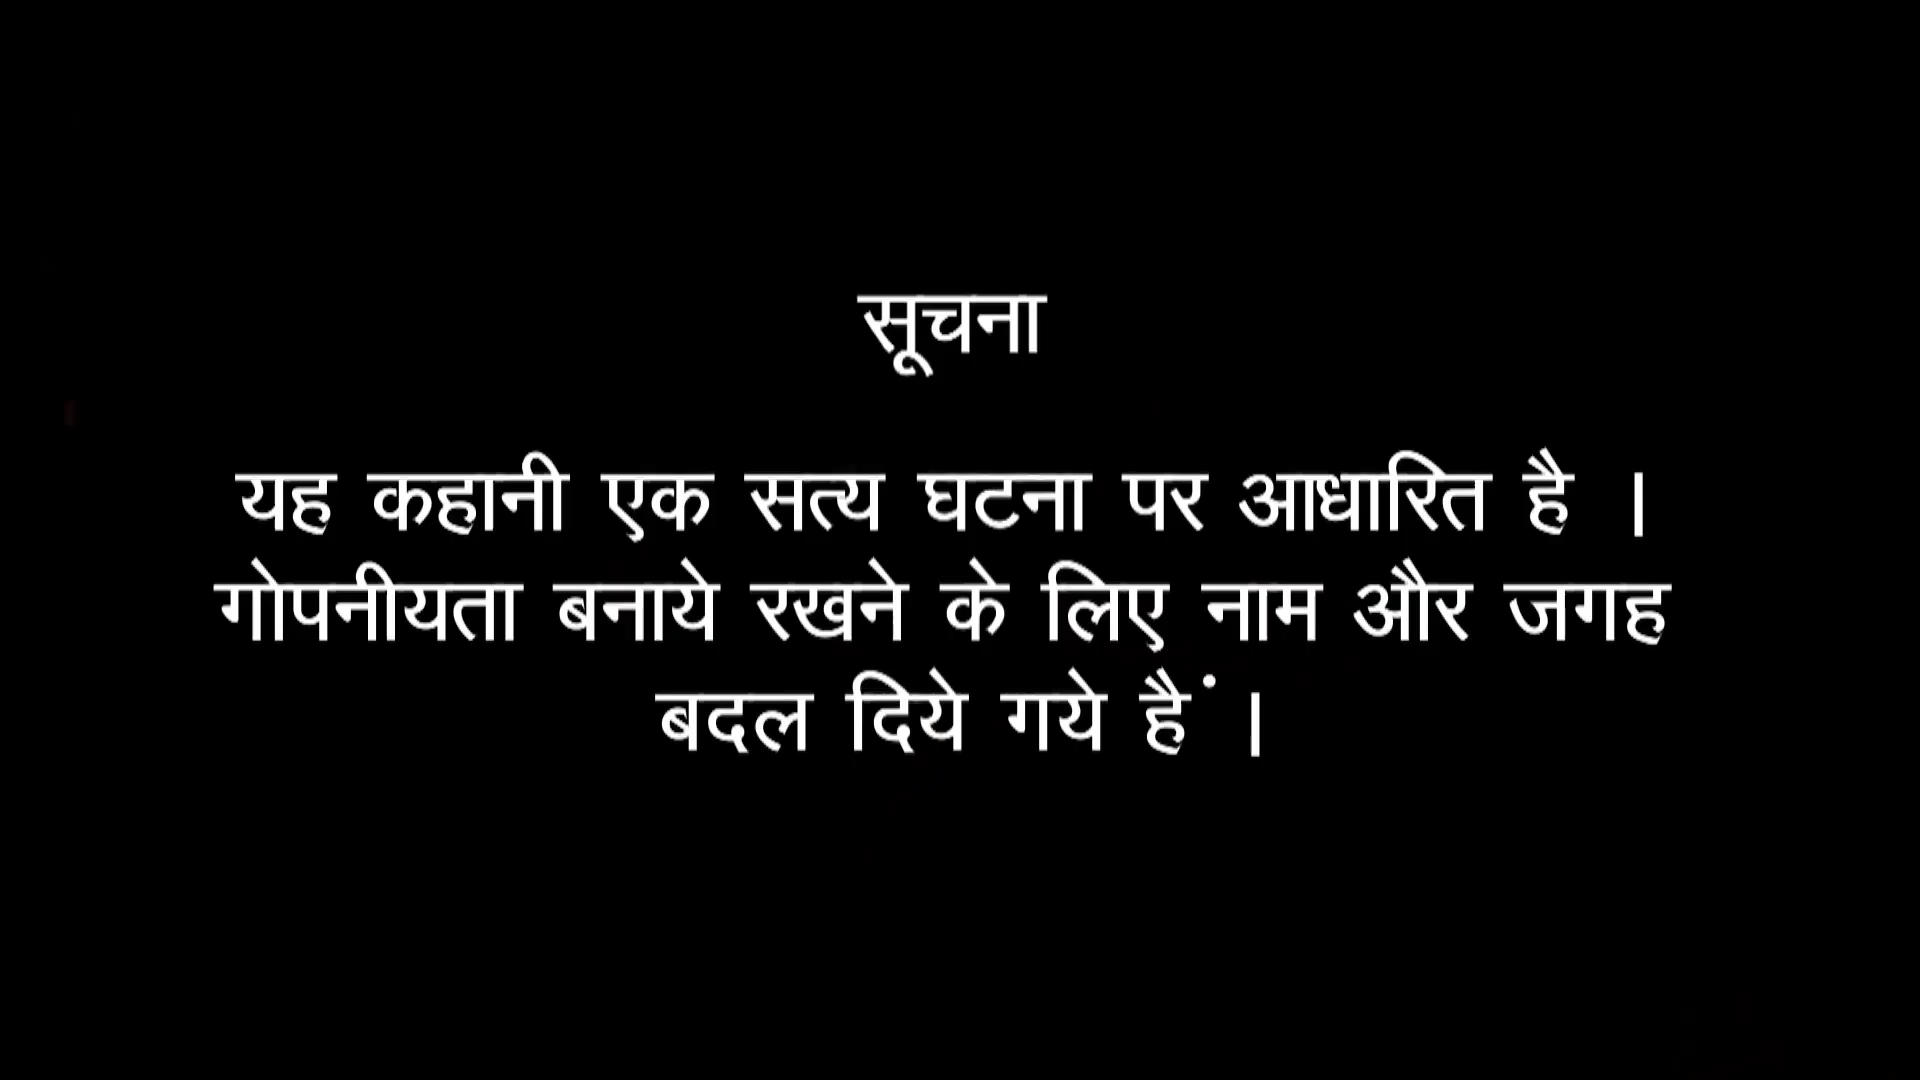 सूचना
यह कहानी एक सत्य घटना पर आधारित है ।
गोपनीयता बनाये रखने के लिए नाम और जगह
बदल दिये गये हैं ।